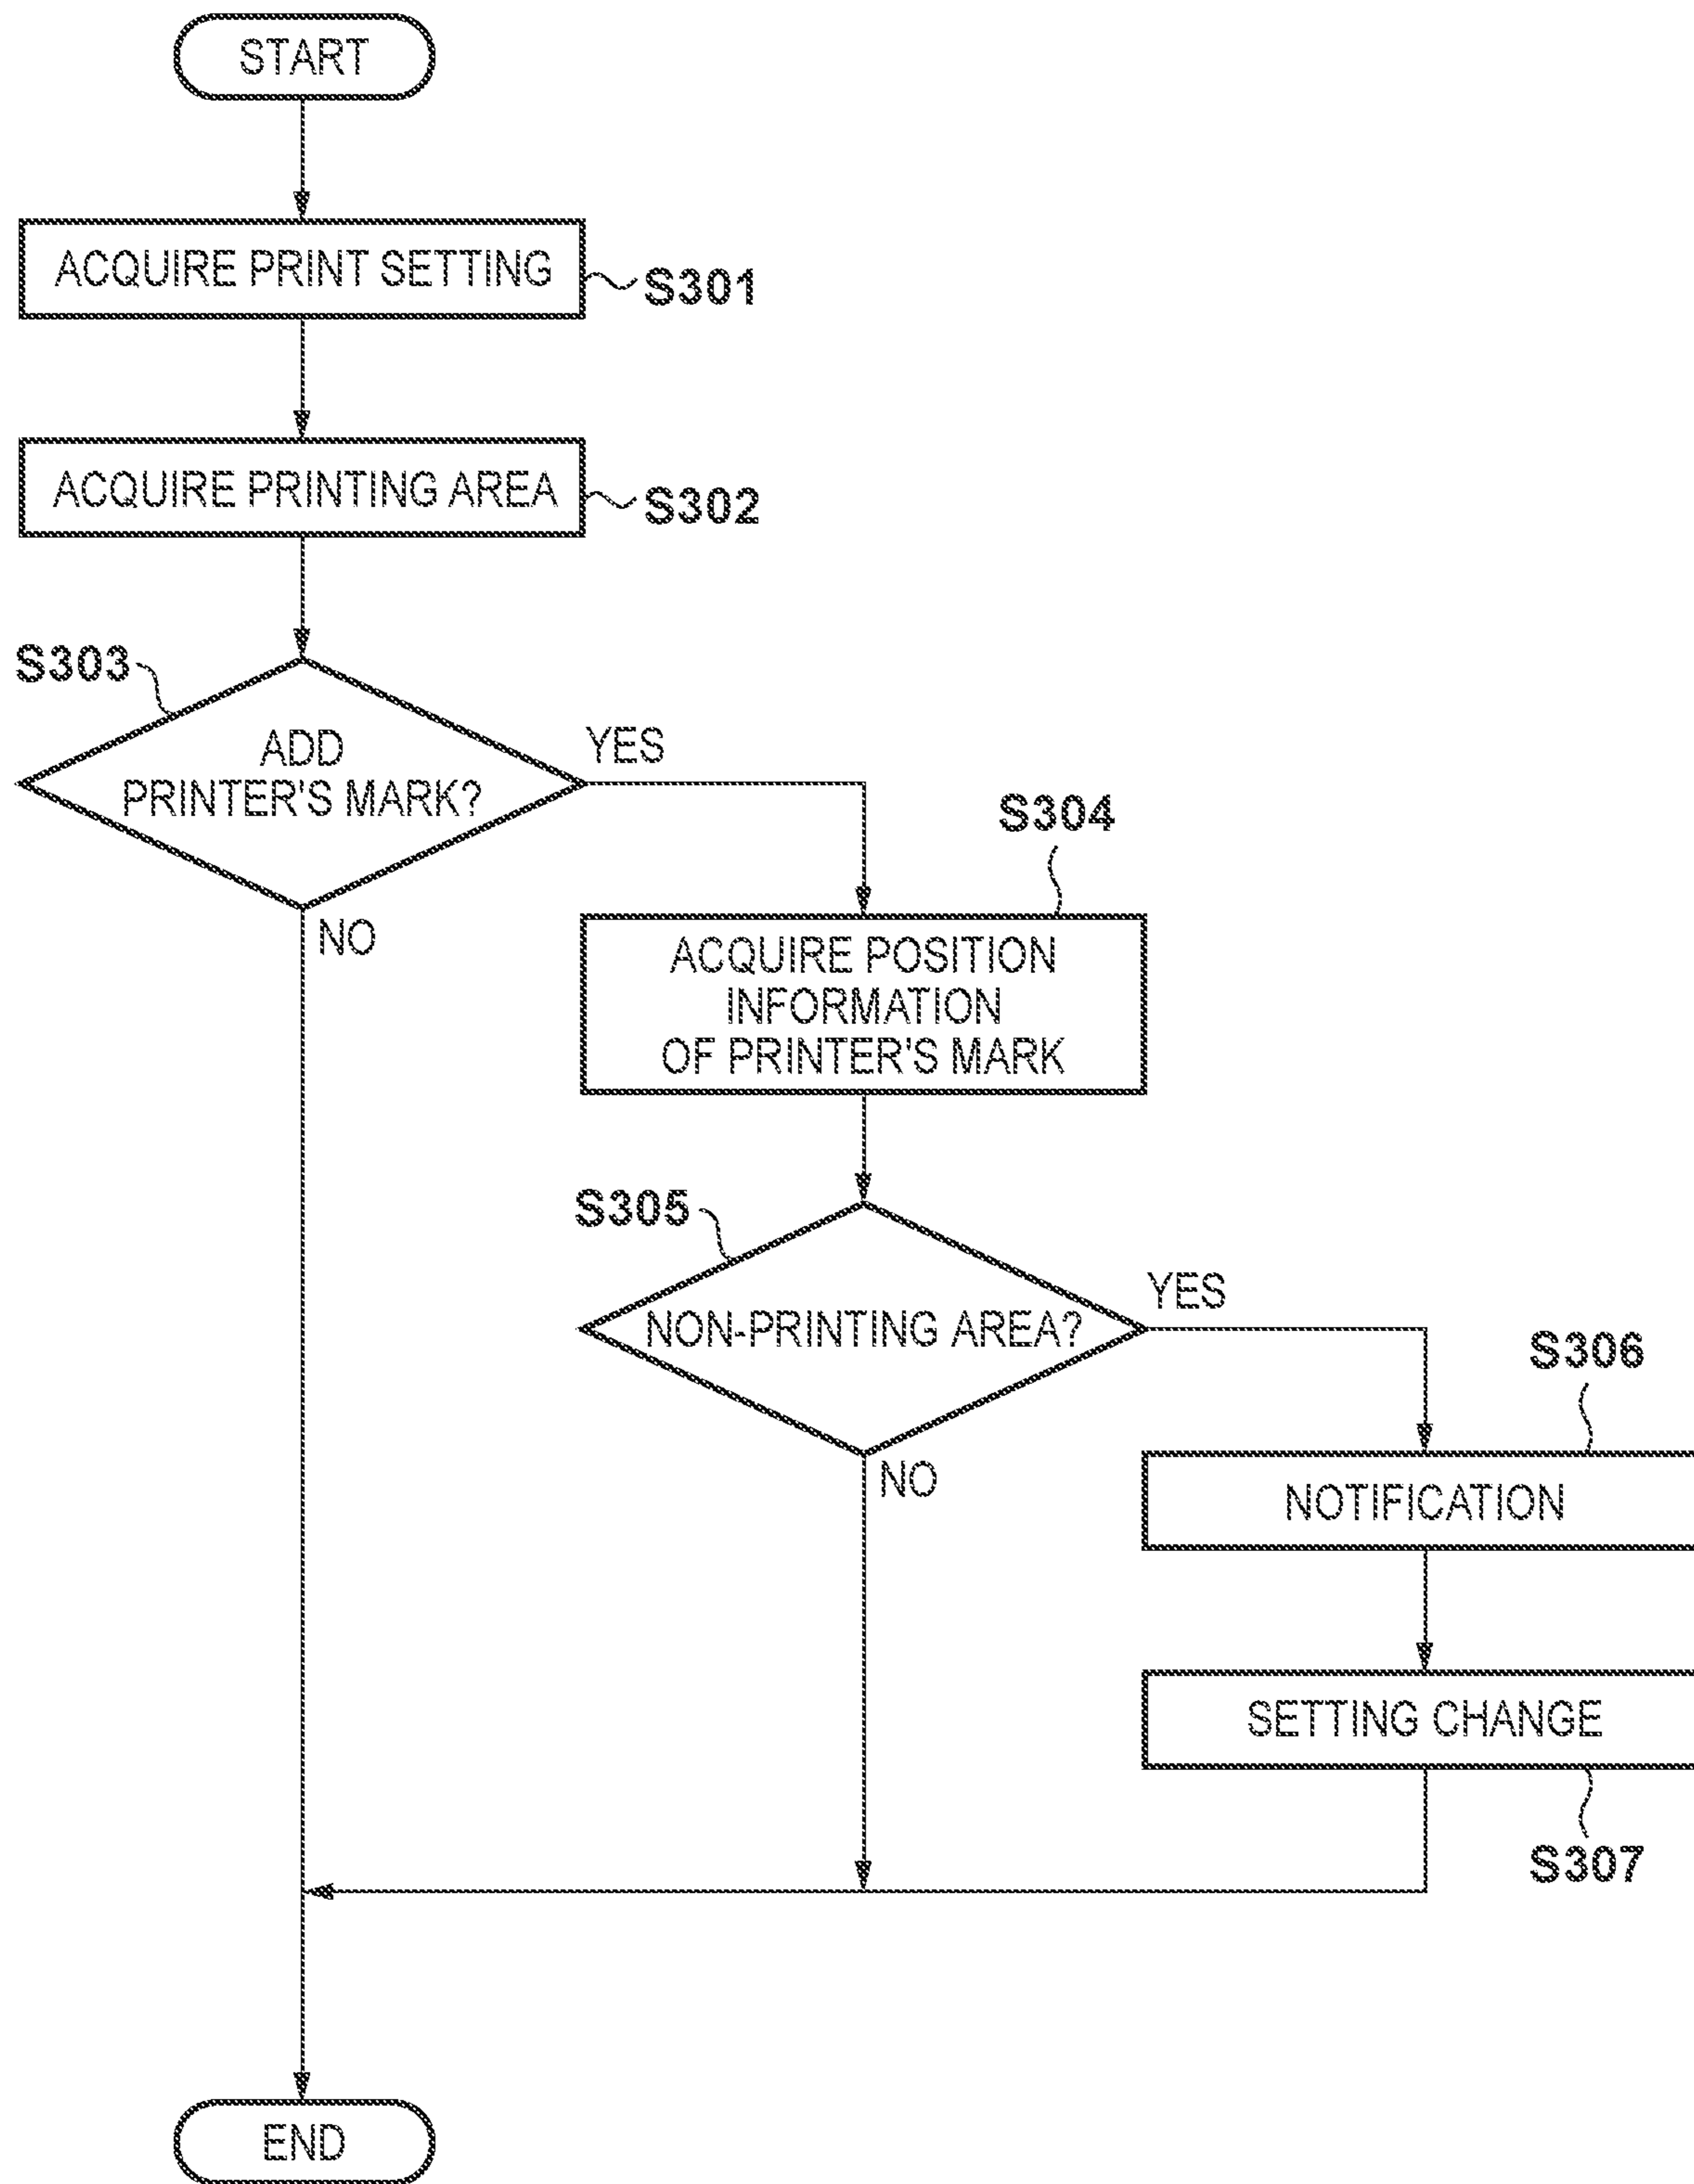 START
ACQUIRE PRINT SETTING
S301
ACQUIRE PRINTING AREA
S302
S303
ADD
PRINTER'S MARK?
YES
NO
S304
ACQUIRE POSITION
INFORMATION
OF PRINTER'S MARK
S305
NON-PRINTING AREA?
YES
NO
S306
NOTIFICATION
SETTING CHANGE
S307
END